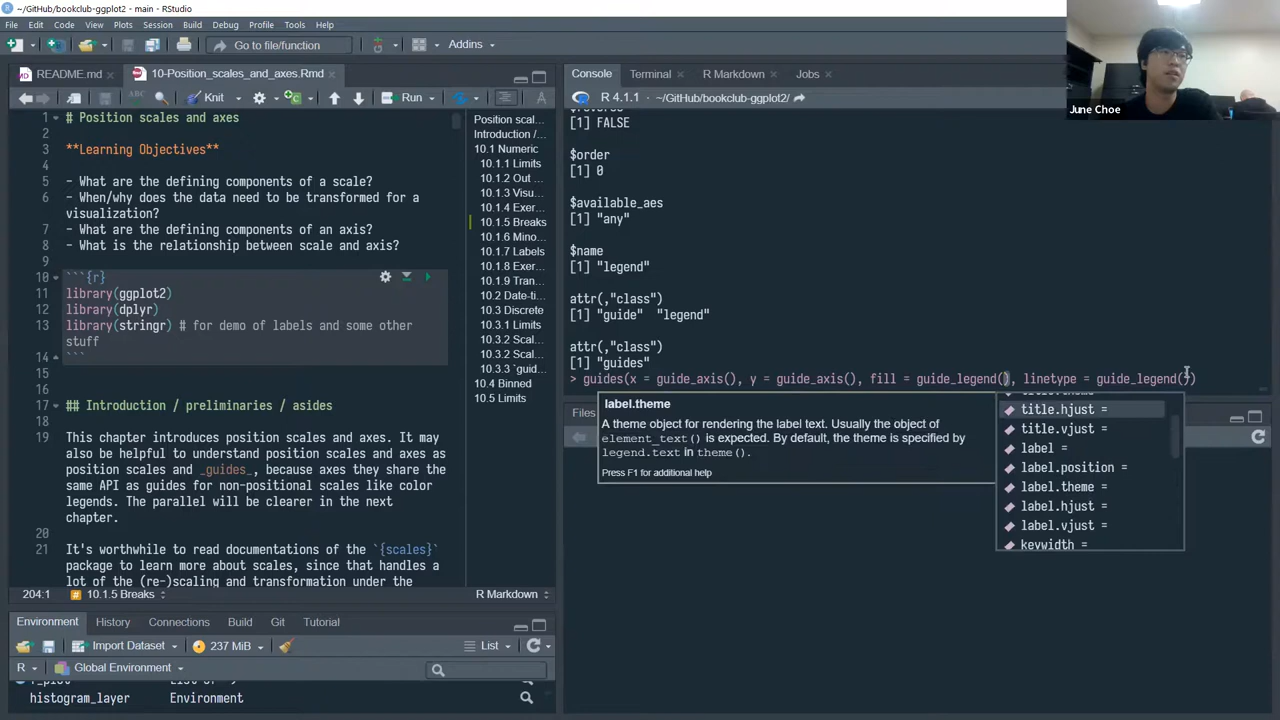 ~/GitHub/bookclub-ggplot2 - main - RStudio
File Edit Code View Plots Session Build Debug Profile Tools Help
Go to file/function
Addins
README.md
10-Position_scales_and_axes.Rmd
Knit
Run
1 # Position scales and axes
2
3 **Learning Objectives**
4
5 - What are the defining components of a scale?
6 - When/why does the data need to be transformed for a
visualization?
7 - What are the defining components of an axis?
8 - What is the relationship between scale and axis?
9
10 ```{r}
11 library(ggplot2)
12 library(dplyr)
13 library(stringr) # for demo of labels and some other
stuff
14 ```
15
16
17 ## Introduction / preliminaries / asides
18
19 This chapter introduces position scales and axes. It may
also be helpful to understand position scales and axes as
position scales and _guides_, because axes they share the
same API as guides for non-positional scales like color
legends. The parallel will be clearer in the next
chapter.
20
21 It's worthwhile to read documentations of the `{scales}`
package to learn more about scales, since that handles a
lot of the (re-)scaling and transformation under the
204:1
10.1.5 Breaks
R Markdown
Position scal...
Introduction /...
10.1 Numeric
10.1.1 Limits
10.1.2 Out ...
10.1.3 Visu...
10.1.4 Exer...
10.1.5 Breaks
10.1.6 Mino...
10.1.7 Labels
10.1.8 Exer...
10.1.9 Tran...
10.2 Date-ti...
10.3 Discrete
10.3.1 Limits
10.3.2 Scal...
10.3.2 Scal...
10.3.3 `guid...
10.4 Binned
10.5 Limits
Environment History Connections Build Git Tutorial
Import Dataset
237 MiB
List
R
Global Environment
histogram_layer Environment
Console Terminal R Markdown Jobs
R 4.1.1 · ~/GitHub/bookclub-ggplot2/
$reverse
[1] FALSE
$order
[1] 0
$available_aes
[1] "any"
$name
[1] "legend"
attr(,"class")
[1] "guide" "legend"
attr(,"class")
[1] "guides"
> guides(x = guide_axis(), y = guide_axis(), fill = guide_legend(), linetype = guide_legend())
label.theme
A theme object for rendering the label text. Usually the object of
element_text() is expected. By default, the theme is specified by
legend.text in theme().
Press F1 for additional help
title.hjust =
title.vjust =
label =
label.position =
label.theme =
label.hjust =
label.vjust =
keywidth =
Files
June Choe